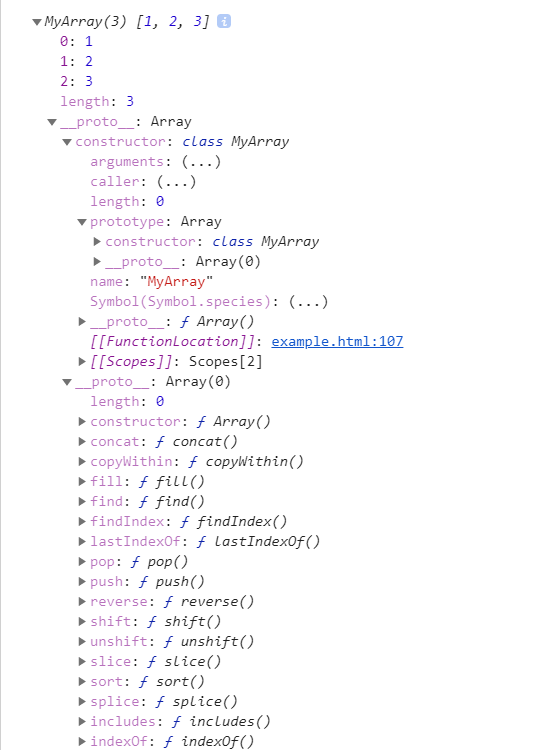 MyArray(3) [1, 2, 3] i
0: 1
1: 2
2: 3
length: 3
__proto__: Array
constructor: class MyArray
arguments: (...)
caller: (...)
length: 0
prototype: Array
constructor: class MyArray
__proto__: Array(0)
name: "MyArray"
Symbol(Symbol.species): (...)
__proto__: ƒ Array()
[[FunctionLocation]]: example.html:107
[[Scopes]]: Scopes[2]
__proto__: Array(0)
length: 0
constructor: ƒ Array()
concat: ƒ concat()
copyWithin: ƒ copyWithin()
fill: ƒ fill()
find: ƒ find()
findIndex: ƒ findIndex()
lastIndexOf: ƒ lastIndexOf()
pop: ƒ pop()
push: ƒ push()
reverse: ƒ reverse()
shift: ƒ shift()
unshift: ƒ unshift()
slice: ƒ slice()
sort: ƒ sort()
splice: ƒ splice()
includes: ƒ includes()
indexOf: ƒ indexOf()